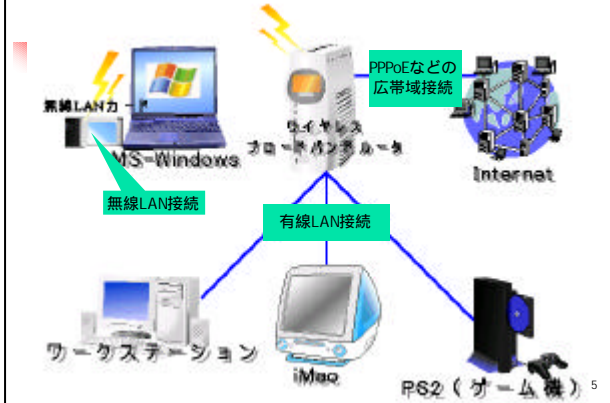 PPPoEなどの
広帯域接続
無線LANカード
ワイヤレス
ブロードバンドルータ
MS-Windows
Internet
無線LAN接続
有線LAN接続
ワークステーション
iMac
PS2（ゲーム機）
5